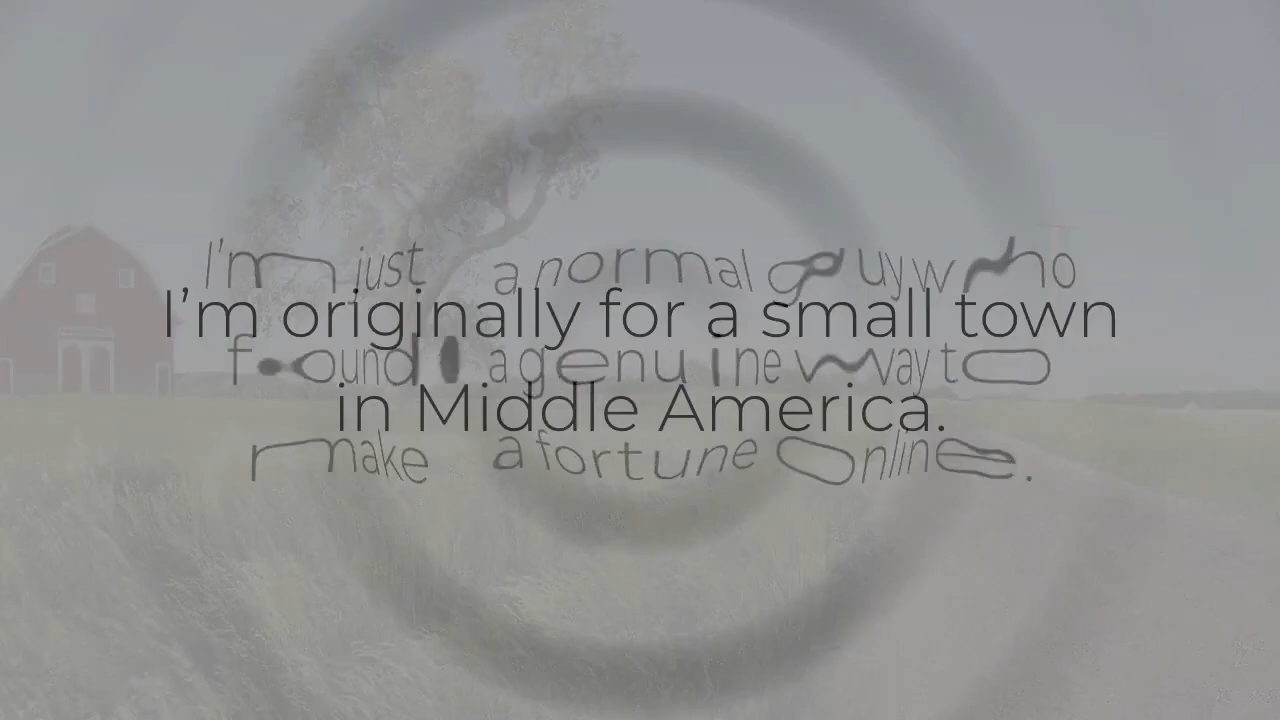 I'm just a normal guy who
I’m originally for a small town
found a genuine way to
in Middle America.
make a fortune online.